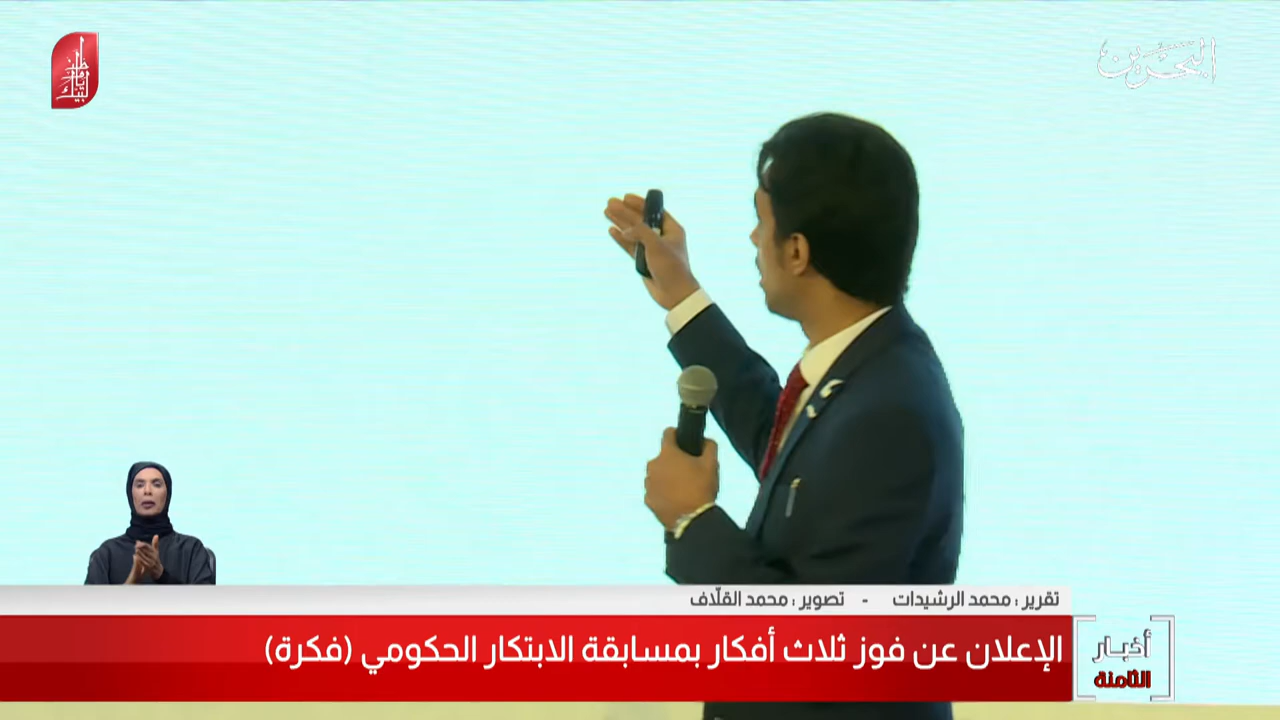 البحرين
تقرير : محمد الرشيدات - تصوير : محمد القلّاف
الإعلان عن فوز ثلاث أفكار بمسابقة الابتكار الحكومي (فكرة)
أخبار
الثامنة